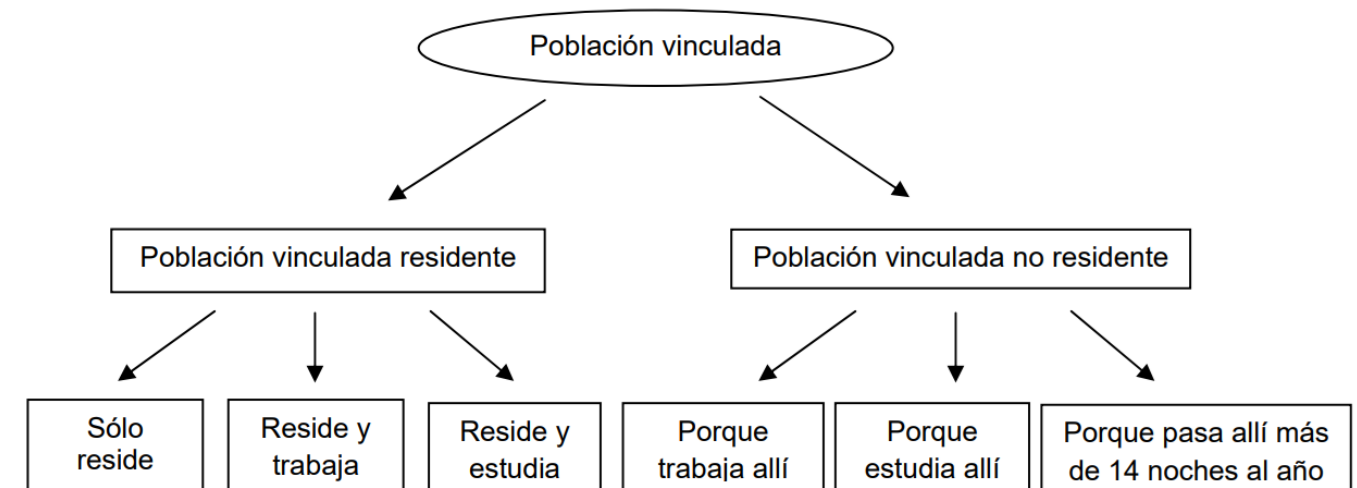 Población vinculada
Población vinculada residente
Población vinculada no residente
Sólo
reside
Reside y
trabaja
Reside y
estudia
Porque
trabaja allí
Porque
estudia allí
Porque pasa allí más
de 14 noches al año